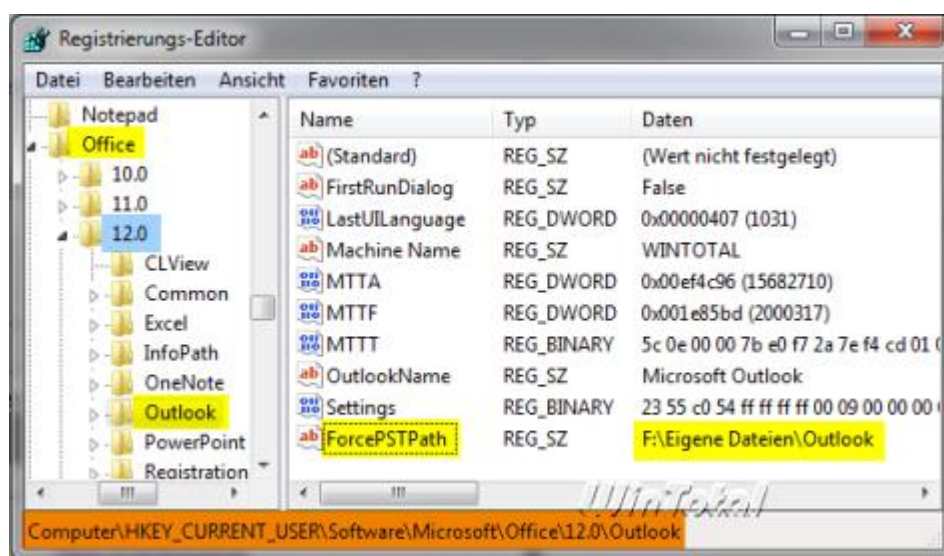 Registrierungs-Editor
Datei Bearbeiten Ansicht Favoriten ?
Notepad
Office
10.0
11.0
12.0
CLView
Common
Excel
InfoPath
OneNote
Outlook
PowerPoint
Registration
Name Typ Daten
(Standard) REG_SZ (Wert nicht festgelegt)
FirstRunDialog REG_SZ False
LastUILanguage REG_DWORD 0x00000407 (1031)
Machine Name REG_SZ WINTOTAL
MTTA REG_DWORD 0x00ef4c96 (15682710)
MTTF REG_DWORD 0x001e85bd (2000317)
MTTT REG_BINARY 5c 0e 00 00 7b e0 f7 2a 7e f4 cd 01
OutlookName REG_SZ Microsoft Outlook
Settings REG_BINARY 23 55 c0 54 ff ff ff ff 00 09 00 00 00
ForcePSTPath REG_SZ F:\Eigene Dateien\Outlook
WinTotal
Computer\HKEY_CURRENT_USER\Software\Microsoft\Office\12.0\Outlook